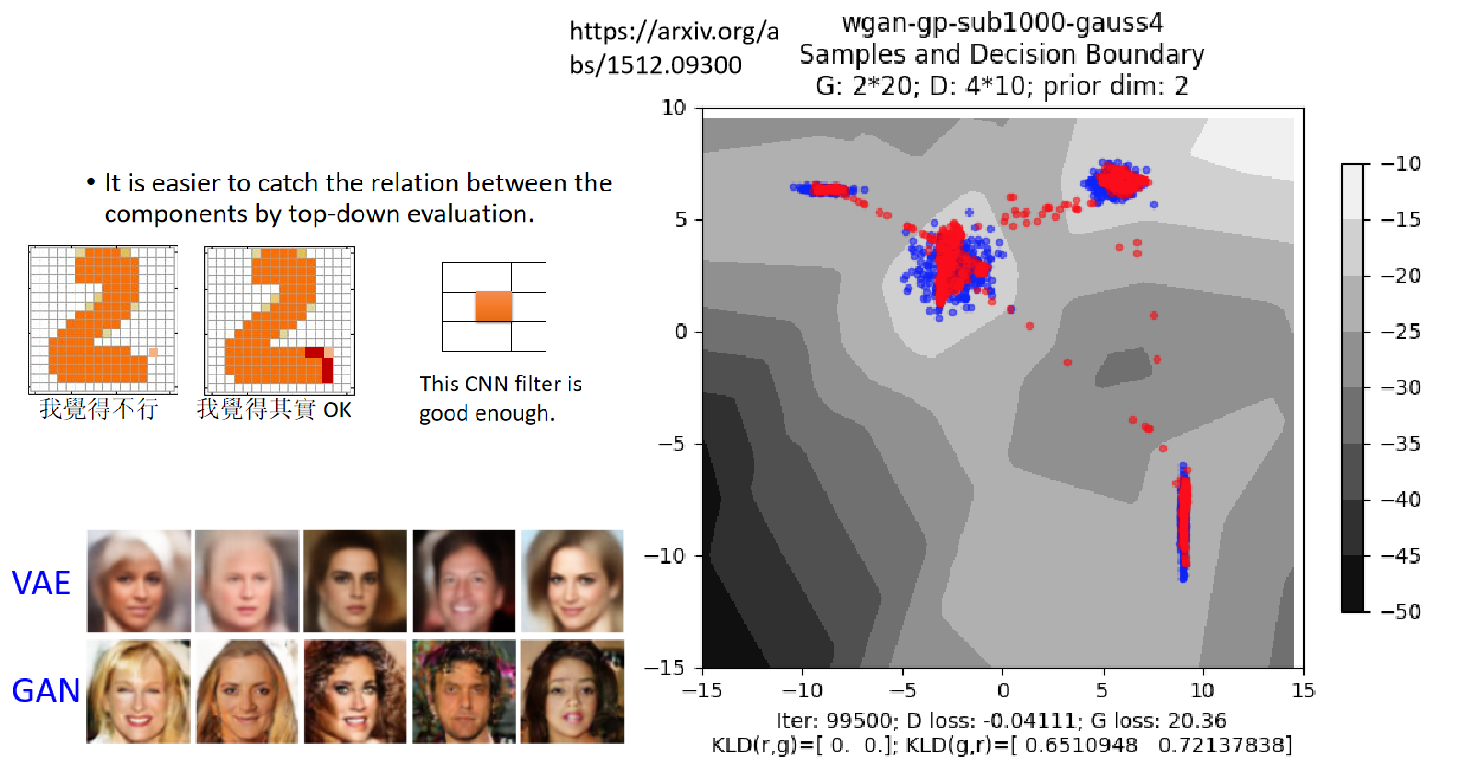 https://arxiv.org/a
bs/1512.09300
• It is easier to catch the relation between the
components by top-down evaluation.
我覺得不行
我覺得其實 OK
This CNN filter is
good enough.
VAE
GAN
wgan-gp-sub1000-gauss4
Samples and Decision Boundary
G: 2*20; D: 4*10; prior dim: 2
10
5
0
−5
−10
−15
−15
−10
−5
0
5
10
15
Iter: 99500; D loss: -0.04111; G loss: 20.36
KLD(r,g)=[ 0. 0.]; KLD(g,r)=[ 0.6510948 0.72137838]
−10
−15
−20
−25
−30
−35
−40
−45
−50